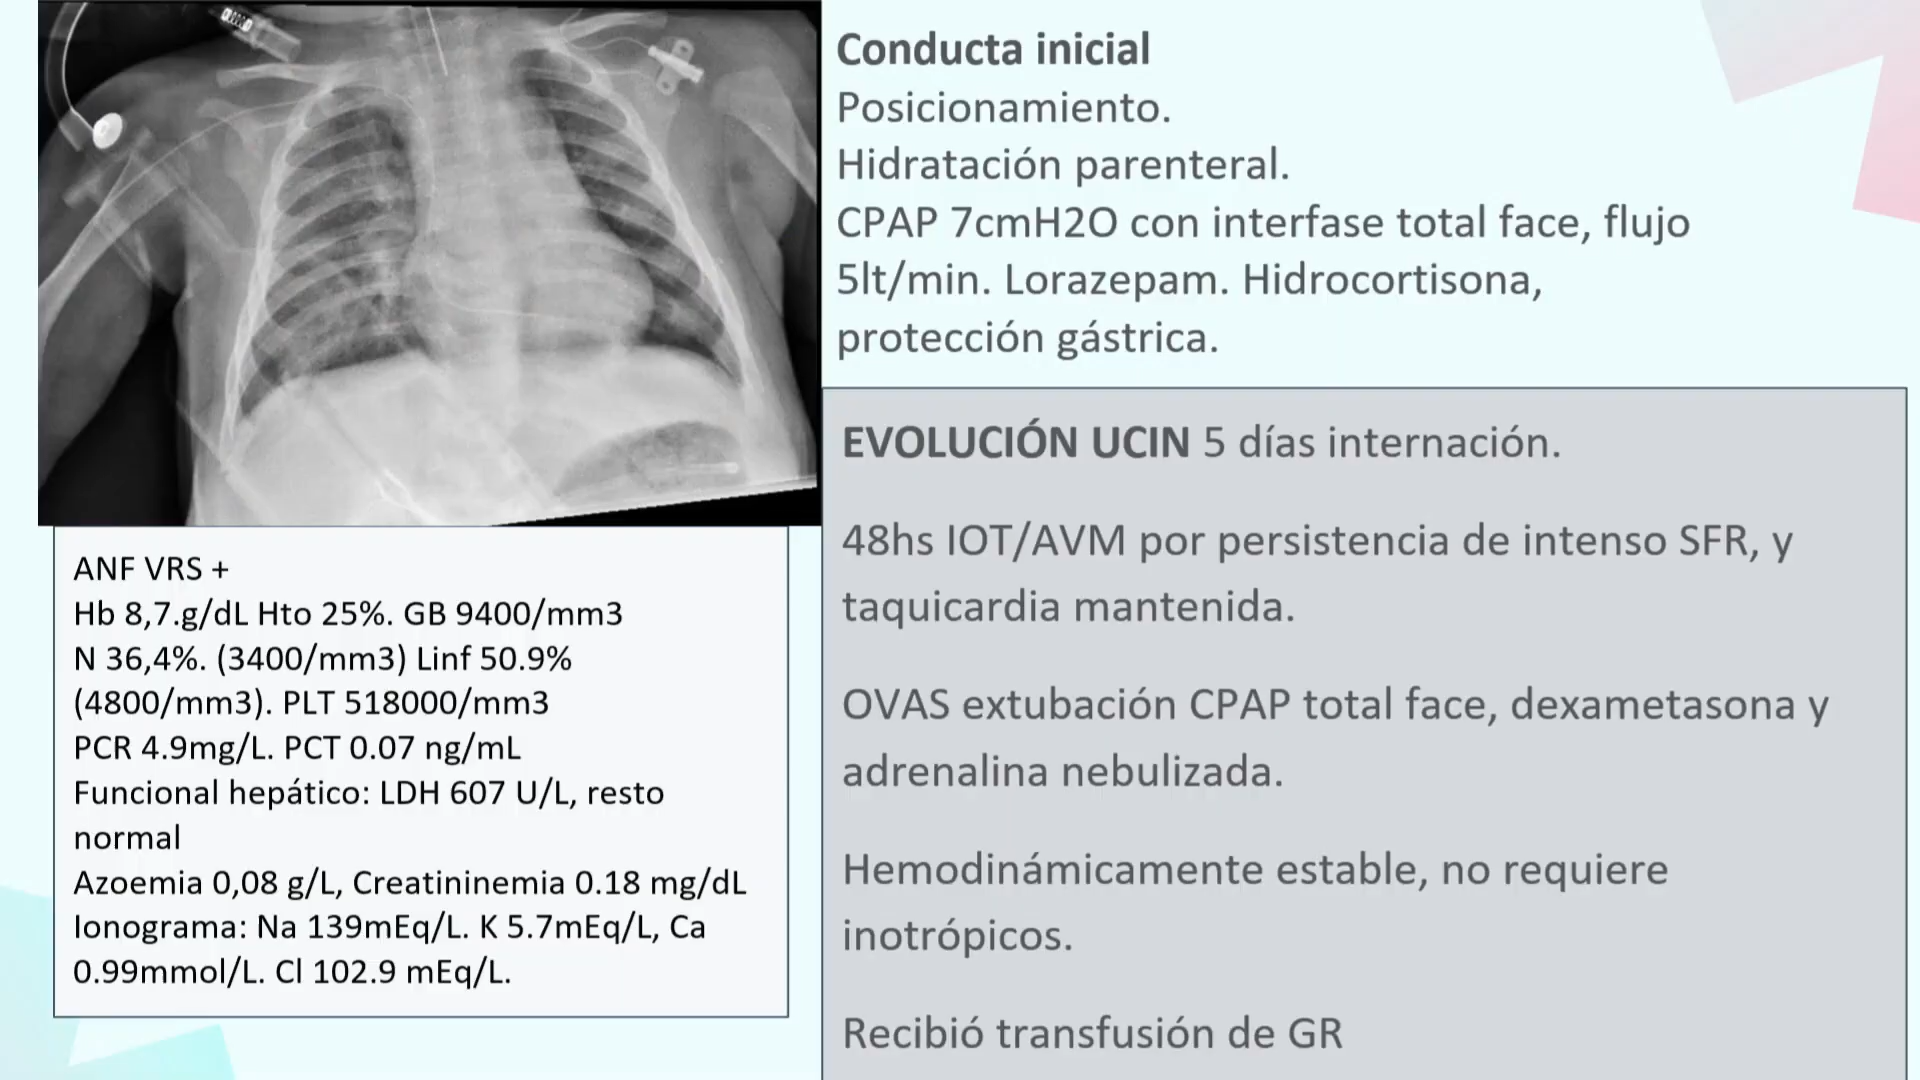 Conducta inicial
Posicionamiento.
Hidratación parenteral.
CPAP 7cmH2O con interfase total face, flujo
5lt/min. Lorazepam. Hidrocortisona,
protección gástrica.
EVOLUCIÓN UCIN 5 días internación.
48hs IOT/AVM por persistencia de intenso SFR, y
taquicardia mantenida.
OVAS extubación CPAP total face, dexametasona y
adrenalina nebulizada.
Hemodinámicamente estable, no requiere
inotrópicos.
Recibió transfusión de GR
ANF VRS +
Hb 8,7.g/dL Hto 25%. GB 9400/mm3
N 36,4%. (3400/mm3) Linf 50.9%
(4800/mm3). PLT 518000/mm3
PCR 4.9mg/L. PCT 0.07 ng/mL
Funcional hepático: LDH 607 U/L, resto
normal
Azoemia 0,08 g/L, Creatininemia 0.18 mg/dL
Ionograma: Na 139mEq/L. K 5.7mEq/L, Ca
0.99mmol/L. Cl 102.9 mEq/L.